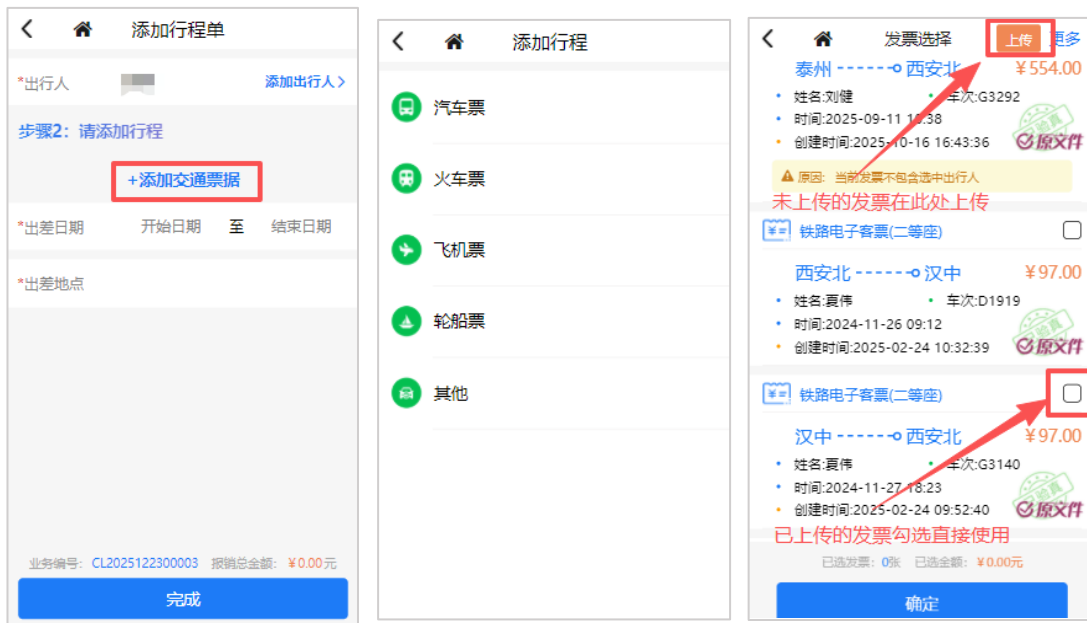 添加行程单
*出行人
添加出行人>
步骤2：请添加行程
+添加交通票据
*出差日期 开始日期 至 结束日期
*出差地点
业务编号：CL2025122300003 报销总金额：￥0.00元
完成
添加行程
汽车票
火车票
飞机票
轮船票
其他
发票选择 上传 更多
泰州 西安北 ￥554.00
姓名:刘健 车次:G3292
时间:2025-09-11 1 :38
创建时间:2025-10-16 16:43:36
原文件
原因：当前发票不包含选中出行人
未上传的发票在此处上传
铁路电子客票(二等座)
西安北 汉中 ￥97.00
姓名:夏伟 车次:D1919
时间:2024-11-26 09:12
创建时间:2025-02-24 10:32:39
原文件
铁路电子客票(二等座)
汉中 西安北 ￥97.00
姓名:夏伟 车次:G3140
时间:2024-11-27 18:23
创建时间:2025-02-24 09:52:40
原文件
已上传的发票勾选直接使用
已选发票：0张 已选金额：￥0.00元
确定